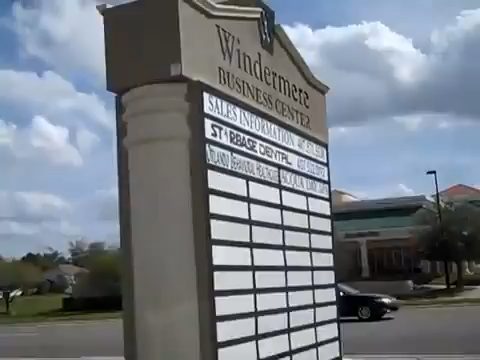 W
Windermere
BUSINESS CENTER
SALES INFORMATION
STARBASE DENTAL
ORLANDO BEHAVIORAL HEALTHCARE